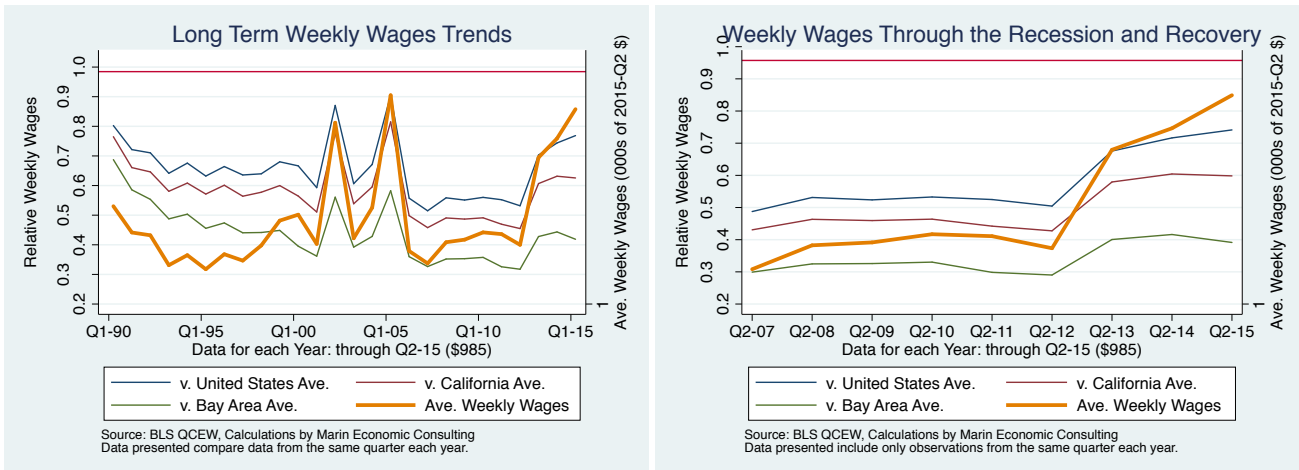 Long Term Weekly Wages Trends
Relative Weekly Wages
1.0
0.9
0.8
0.7
0.6
0.5
0.4
0.3
0.2
1
Ave. Weekly Wages (000s of 2015-Q2 $)
Q1-90 Q1-95 Q1-00 Q1-05 Q1-10 Q1-15
Data for each Year: through Q2-15 ($985)
v. United States Ave. v. California Ave.
v. Bay Area Ave. Ave. Weekly Wages
Source: BLS QCEW, Calculations by Marin Economic Consulting
Data presented compare data from the same quarter each year.
Weekly Wages Through the Recession and Recovery
Relative Weekly Wages
1.0
0.9
0.8
0.7
0.6
0.5
0.4
0.3
0.2
1
Ave. Weekly Wages (000s of 2015-Q2 $)
Q2-07 Q2-08 Q2-09 Q2-10 Q2-11 Q2-12 Q2-13 Q2-14 Q2-15
Data for each Year: through Q2-15 ($985)
v. United States Ave. v. California Ave.
v. Bay Area Ave. Ave. Weekly Wages
Source: BLS QCEW, Calculations by Marin Economic Consulting
Data presented include only observations from the same quarter each year.